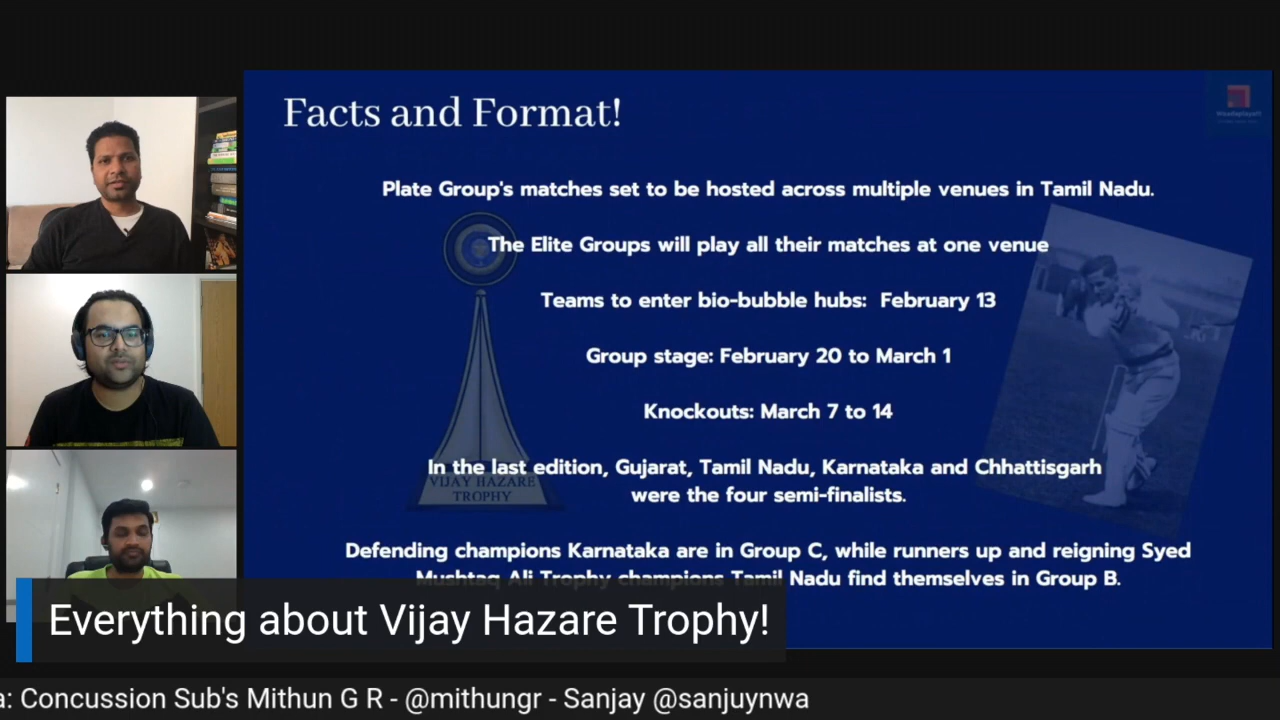 Facts and Format!
Plate Group's matches set to be hosted across multiple venues in Tamil Nadu.
The Elite Groups will play all their matches at one venue
Teams to enter bio-bubble hubs: February 13
Group stage: February 20 to March 1
Knockouts: March 7 to 14
In the last edition, Gujarat, Tamil Nadu, Karnataka and Chhattisgarh
were the four semi-finalists.
VIJAY HAZARE
TROPHY
Defending champions Karnataka are in Group C, while runners up and reigning Syed
Mushtaq Ali Trophy champions Tamil Nadu find themselves in Group B.
Everything about Vijay Hazare Trophy!
a: Concussion Sub's Mithun G R - @mithungr - Sanjay @sanjuynwa